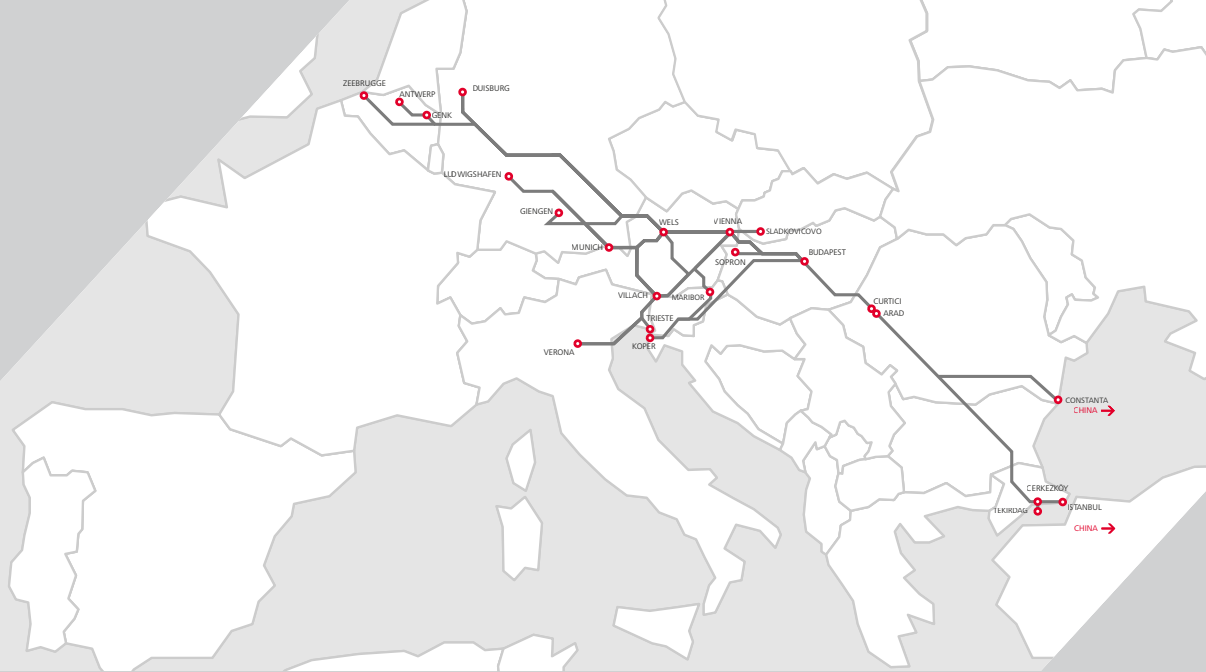 ZEEBRUGGE
DUISBURG
ANTWERP
GENK
LUDWIGSHAFEN
GIENGEN
WELS
VIENNA
SLADKOVICOVO
MUNICH
SOPRON
BUDAPEST
VILLACH
MARIBOR
CURTICI
ARAD
TRIESTE
KOPER
VERONA
CONSTANTA
CHINA
CERKEZKÖY
TEKIRDAG
ISTANBUL
CHINA